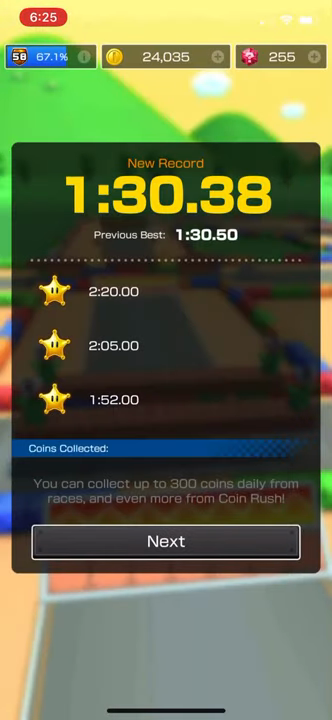 6:25
58 67.1% i 24,035 + 255 +
New Record
1:30.38
Previous Best: 1:30.50
2:20.00
2:05.00
1:52.00
Coins Collected:
You can collect up to 300 coins daily from
races, and even more from Coin Rush!
Next